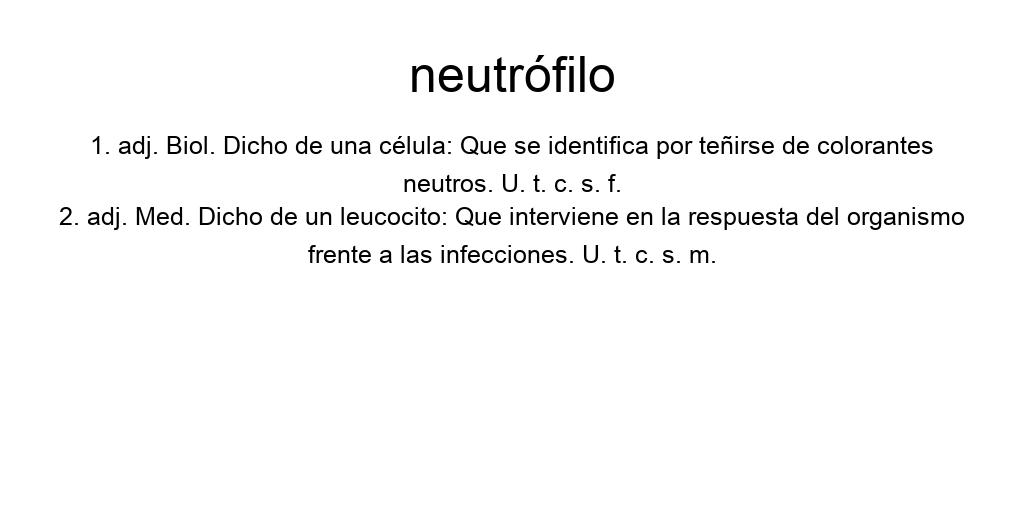 neutrófilo
1. adj. Biol. Dicho de una célula: Que se identifica por teñirse de colorantes
neutros. U. t. c. s. f.
2. adj. Med. Dicho de un leucocito: Que interviene en la respuesta del organismo
frente a las infecciones. U. t. c. s. m.